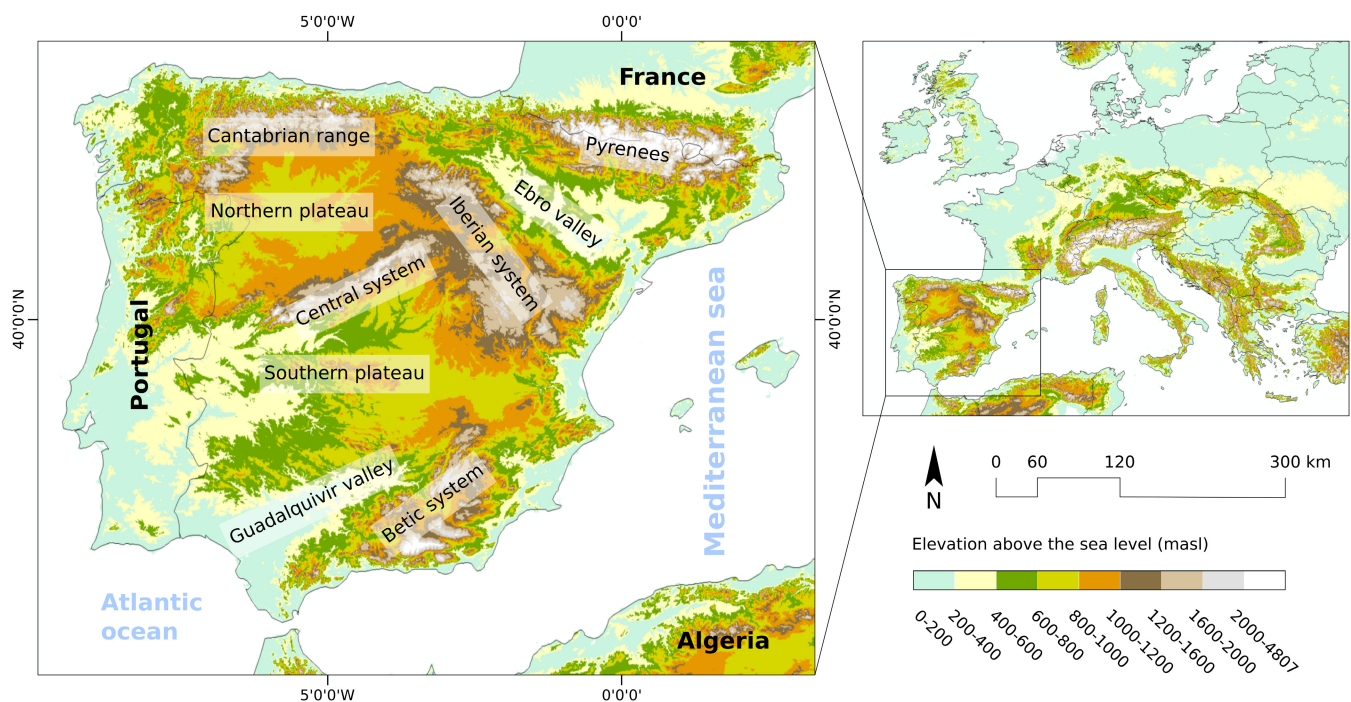 5'0'0'W
0'0'0'
France
Cantabrian range
Pyrenees
Northern plateau
Ebro valley
Iberian system
Central system
40'0'0'N
40'0'0'N
Portugal
Southern plateau
Mediterranean sea
Guadalquivir valley
Betic system
Atlantic
ocean
Algeria
5'0'0'W
0'0'0'
N
0
60
120
300 km
Elevation above the sea level (masl)
0-200
200-400
400-600
600-800
800-1000
1000-1200
1200-1600
1600-2000
2000-4807